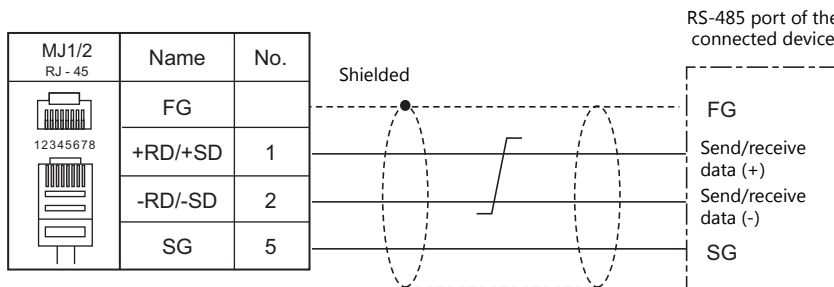 RS-485 port of the
connected device
MJ1/2 Name No.
RJ - 45
Shielded
FG FG
12345678
+RD/+SD 1 Send/receive
data (+)
-RD/-SD 2 Send/receive
data (-)
SG 5 SG